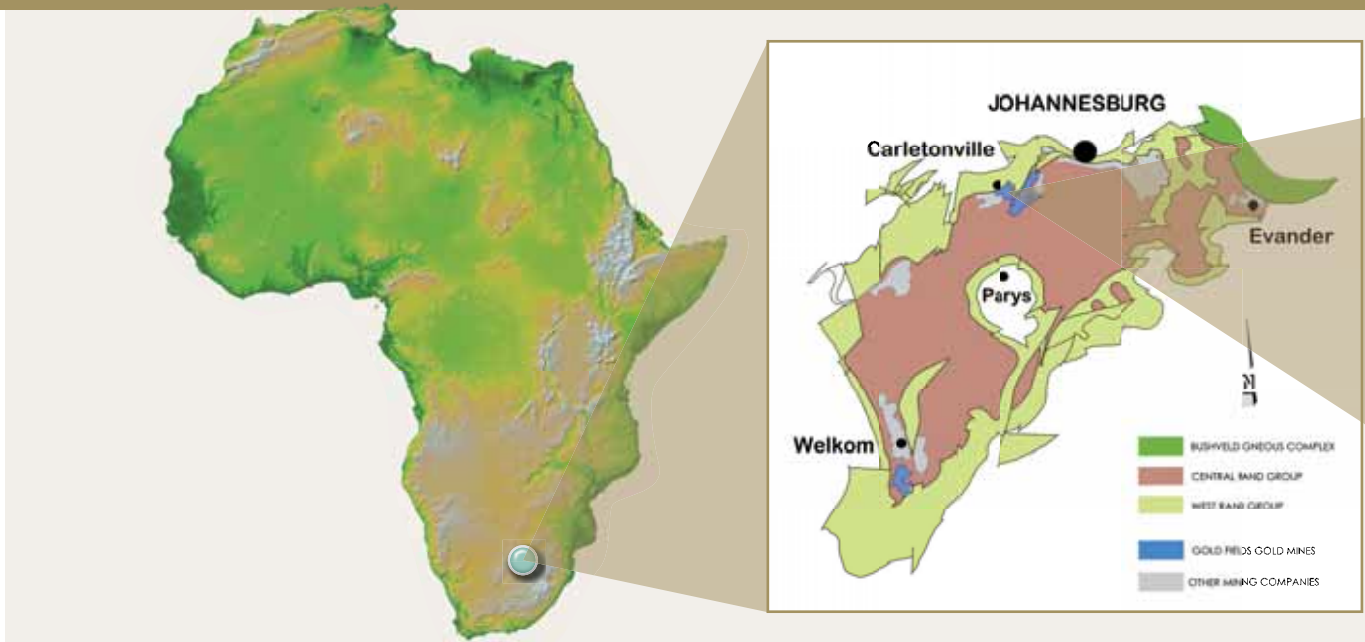 JOHANNESBURG
Carletonville
Evander
Parys
N
Welkom
BUSHVELD IGNEOUS COMPLEX
CENTRAL RAND GROUP
WEST RAND GROUP
GOLD FIELDS GOLD MINES
OTHER MINING COMPANIES